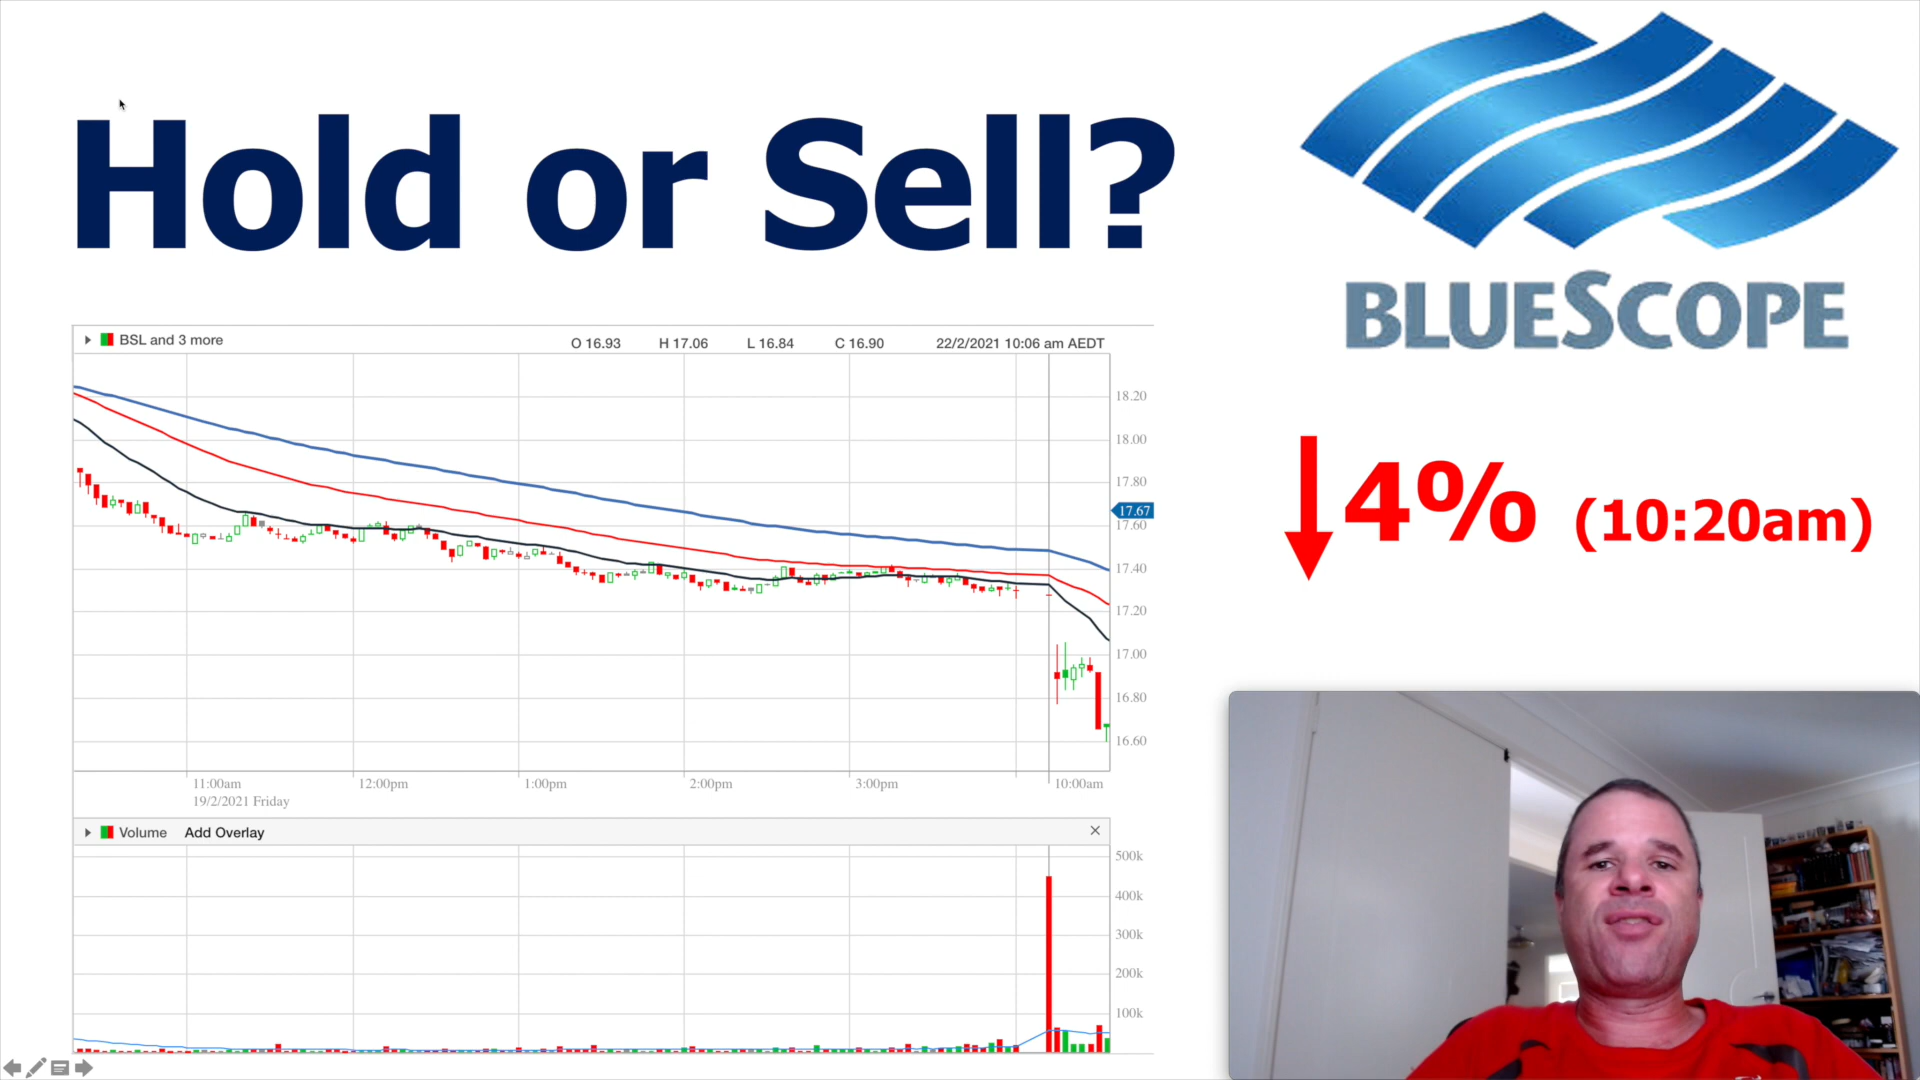 Hold or Sell?
BLUESCOPE
BSL and 3 more
O 16.93 H 17.06 L 16.84 C 16.90 22/2/2021 10:06 am AEDT
18.20
18.00
17.80
17.67
17.60
17.40
17.20
17.00
16.80
16.60
11:00am 12:00pm 1:00pm 2:00pm 3:00pm 10:00am
19/2/2021 Friday
Volume Add Overlay
500k
400k
300k
200k
100k
4% (10:20am)